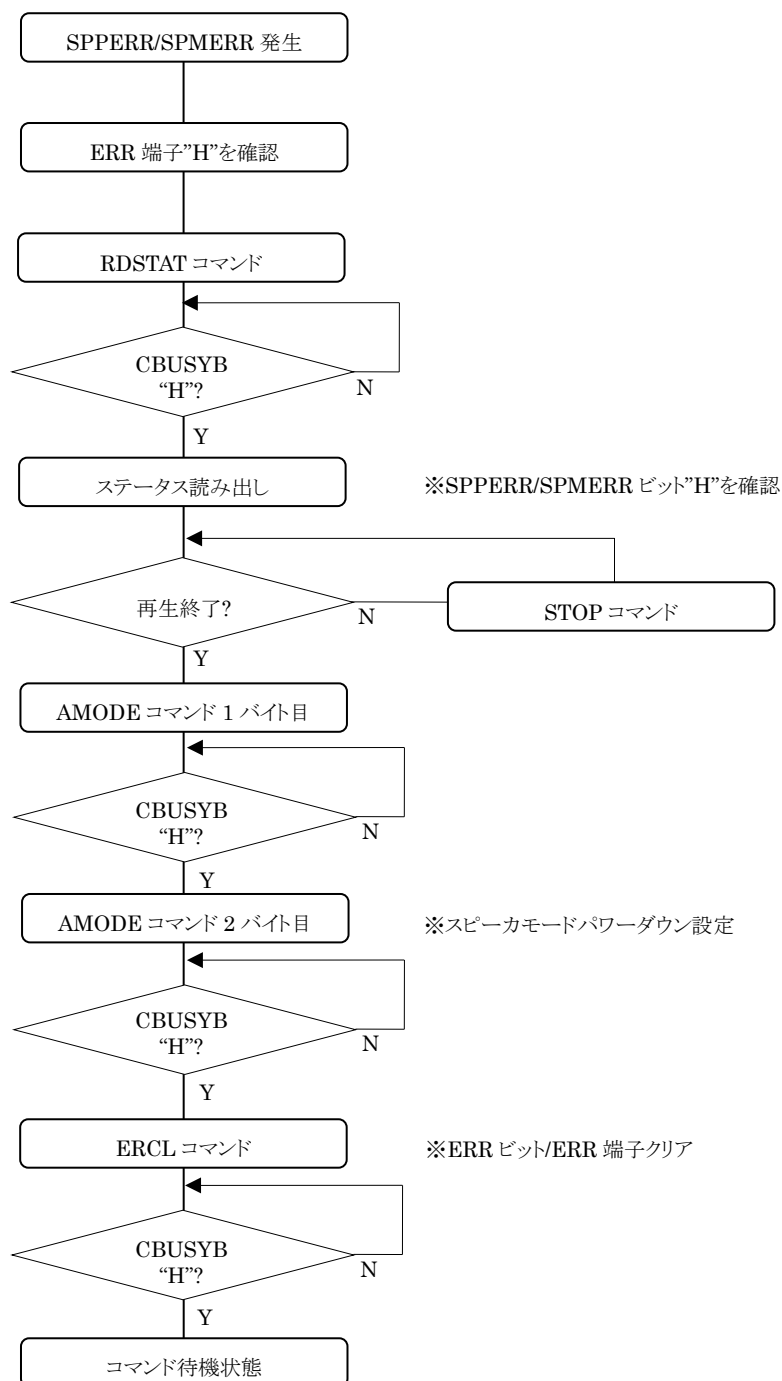 SPPERR/SPMERR 発生
ERR 端子”H”を確認
RDSTAT コマンド
CBUSYB
“H”?
N
Y
ステータス読み出し
※SPPERR/SPMERR ビット”H”を確認
再生終了?
N
STOP コマンド
Y
AMODE コマンド 1 バイト目
CBUSYB
“H”?
N
Y
AMODE コマンド 2 バイト目
※スピーカモードパワーダウン設定
CBUSYB
“H”?
N
Y
ERCL コマンド
※ERR ビット/ERR 端子クリア
CBUSYB
“H”?
N
Y
コマンド待機状態